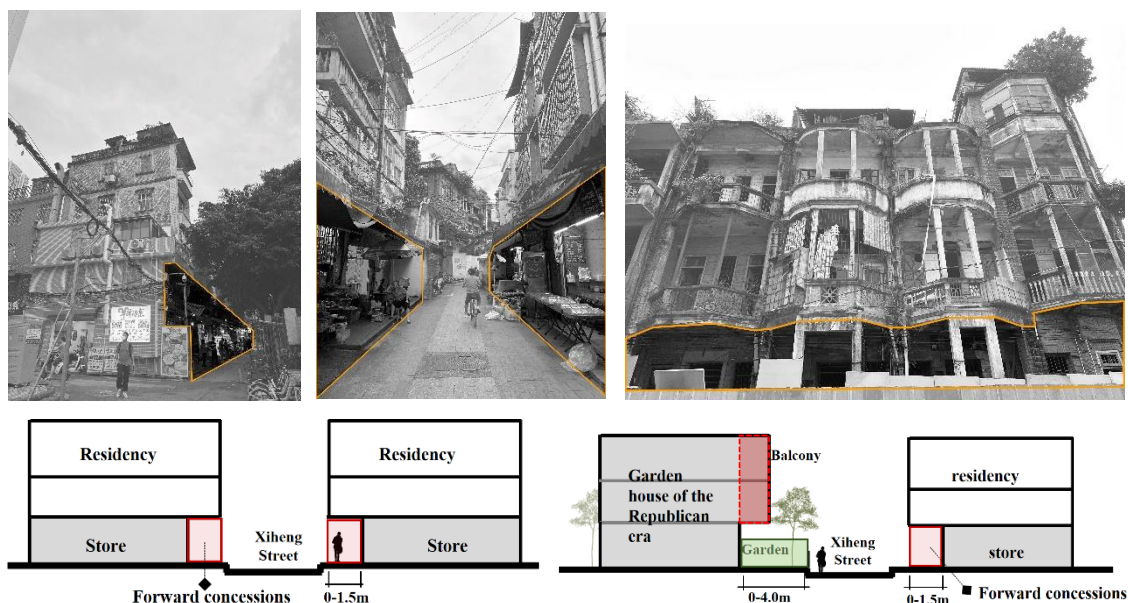 Residency
Store
Forward concessions
Xiheng
Street
Residency
Store
0-1.5m
Garden
house of the
Republican
era
Balcony
Garden
0-4.0m
Xiheng
Street
residency
store
0-1.5m
Forward concessions